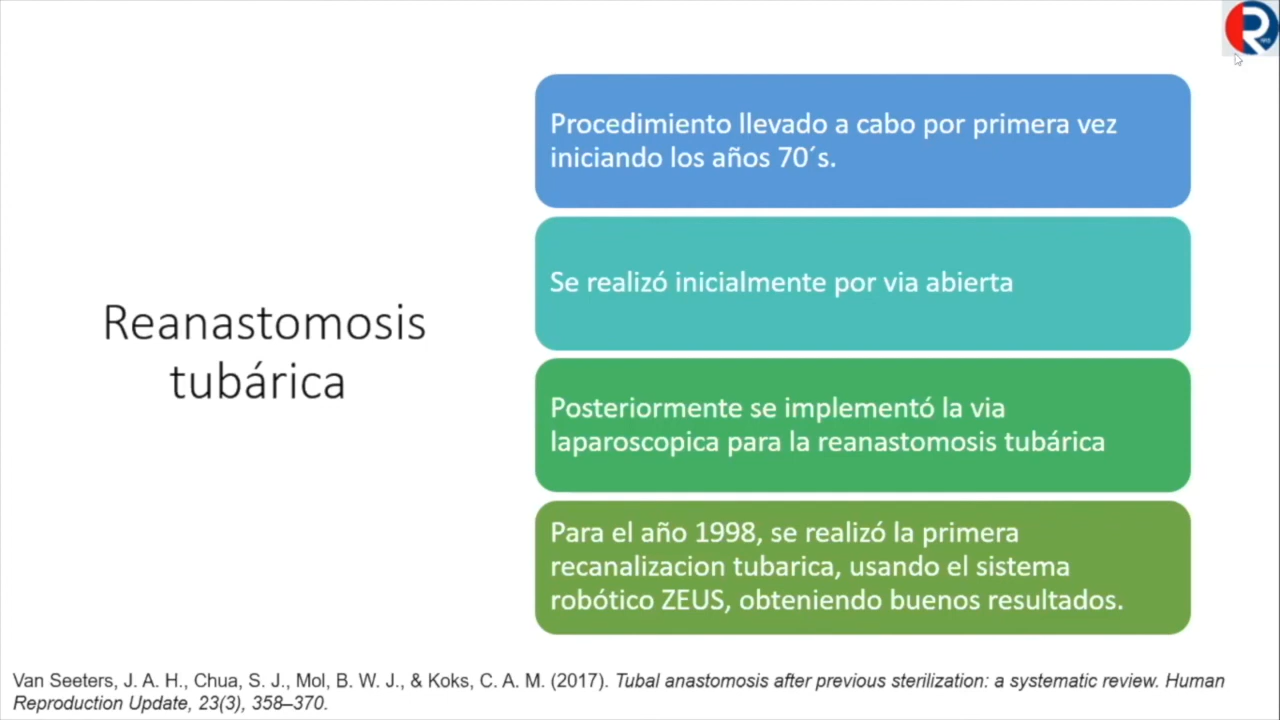 Reanastomosis
tubárica
Procedimiento llevado a cabo por primera vez
iniciando los años 70´s.
Se realizó inicialmente por via abierta
Posteriormente se implementó la via
laparoscopica para la reanastomosis tubárica
Para el año 1998, se realizó la primera
recanalizacion tubarica, usando el sistema
robótico ZEUS, obteniendo buenos resultados.
Van Seeters, J. A. H., Chua, S. J., Mol, B. W. J., & Koks, C. A. M. (2017). Tubal anastomosis after previous sterilization: a systematic review. Human
Reproduction Update, 23(3), 358–370.